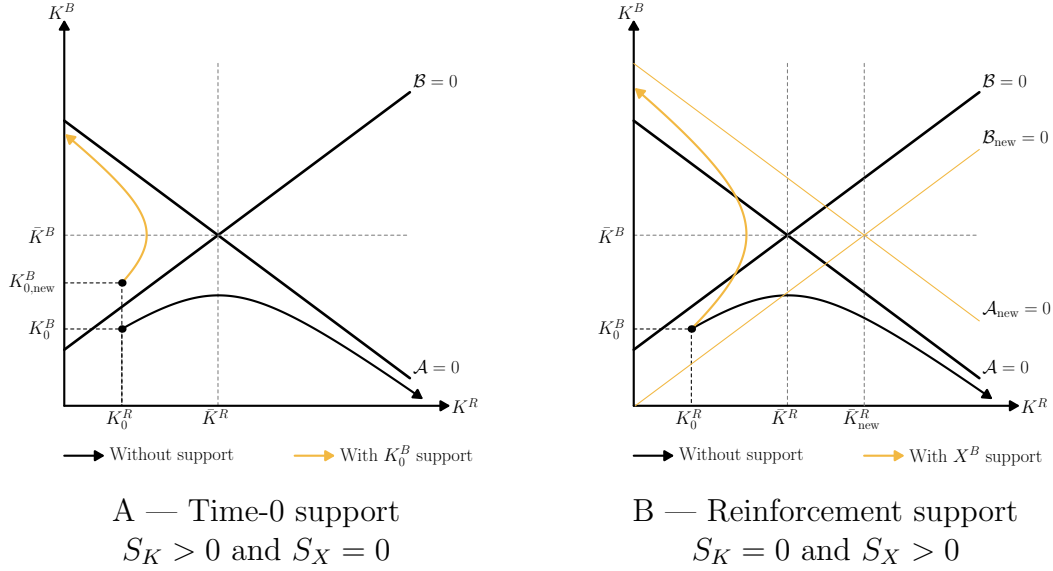 K^B
𝓑 = 0
K̄^B
K^B_{0,new}
K^B_0
𝓐 = 0
K^R_0
K̄^R
K^R
Without support
With K^B_0 support
A — Time-0 support
S_K > 0 and S_X = 0
K^B
𝓑 = 0
𝓑_new = 0
K̄^B
𝓐_new = 0
K^B_0
𝓐 = 0
K^R_0
K̄^R
K̄^R_new
K^R
Without support
With X^B support
B — Reinforcement support
S_K = 0 and S_X > 0